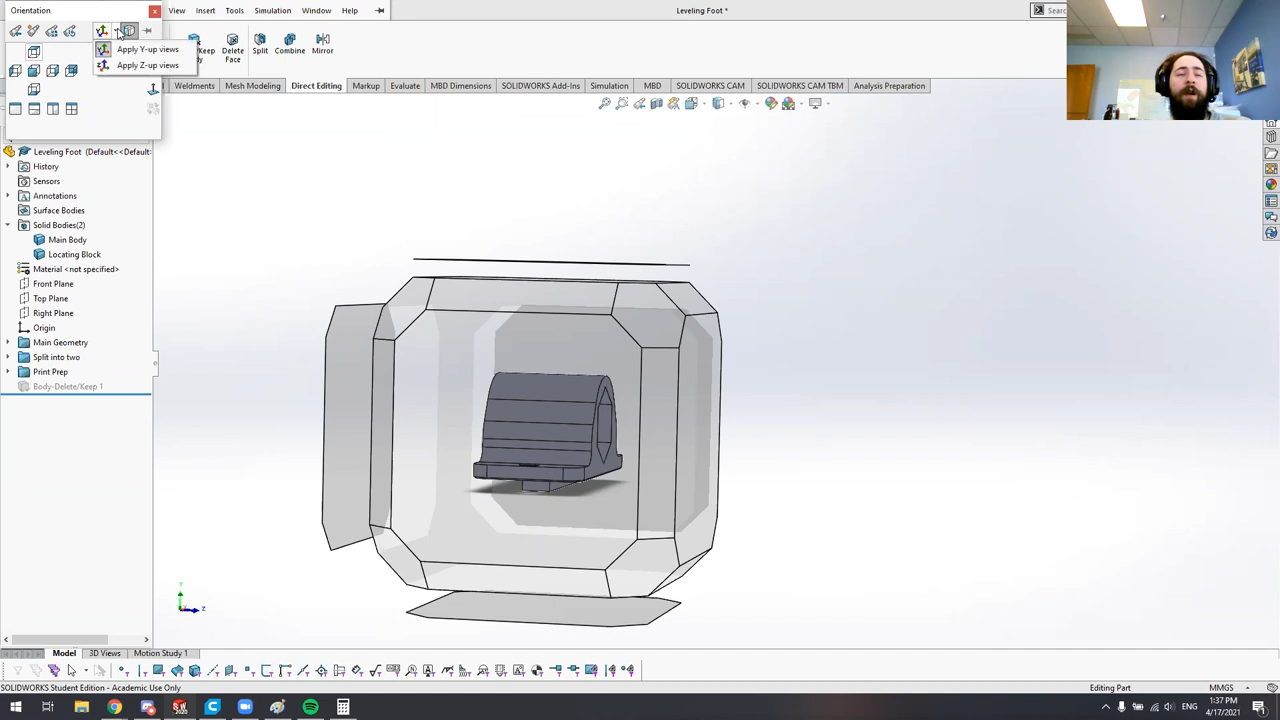 Orientation
x
Insert
Tools
Simulation
Window
Help
Leveling Foot *
Apply Y-up views
Apply Z-up views
Delete
Face
Split
Combine
Mirror
Weldments
Mesh Modeling
Direct Editing
Markup
Evaluate
MBD Dimensions
SOLIDWORKS Add-Ins
Simulation
MBD
SOLIDWORKS CAM
SOLIDWORKS CAM TBM
Analysis Preparation
Leveling Foot (Default<<Default>
History
Sensors
Annotations
Surface Bodies
Solid Bodies(2)
Main Body
Locating Block
Material <not specified>
Front Plane
Top Plane
Right Plane
Origin
Main Geometry
Split into two
Print Prep
Body-Delete/Keep 1
Y
Z
Model
3D Views
Motion Study 1
SOLIDWORKS Student Edition - Academic Use Only
Editing Part
MMGS
ENG
1:37 PM
4/17/2021